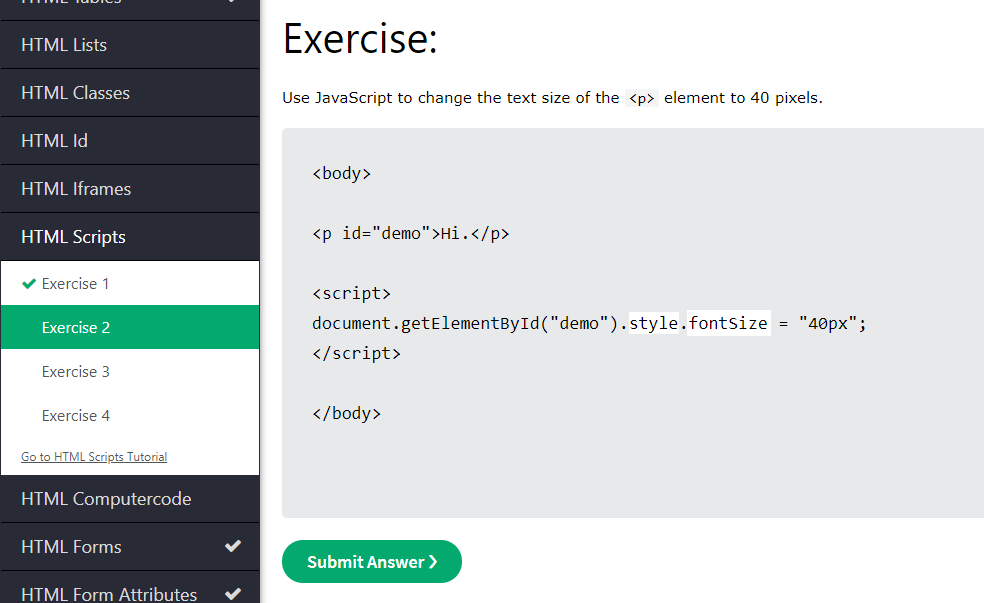 HTML Tables
HTML Lists
HTML Classes
HTML Id
HTML Iframes
HTML Scripts
Exercise 1
Exercise 2
Exercise 3
Exercise 4
Go to HTML Scripts Tutorial
HTML Computercode
HTML Forms
HTML Form Attributes
Exercise:
Use JavaScript to change the text size of the <p> element to 40 pixels.
<body>
<p id="demo">Hi.</p>
<script>
document.getElementById("demo").style.fontSize = "40px";
</script>
</body>
Submit Answer ❯